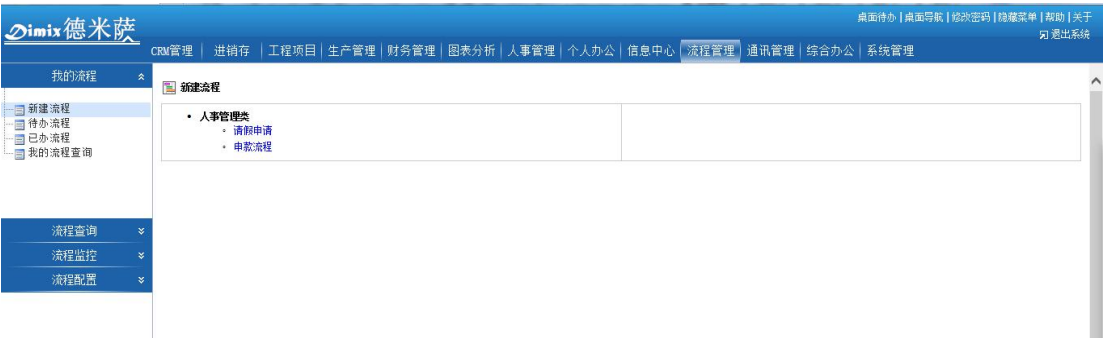 Dimix德米萨
桌面待办|桌面导航|修改密码|隐藏菜单|帮助|关于
退出系统
CRM管理|进销存|工程项目|生产管理|财务管理|图表分析|人事管理|个人办公|信息中心|流程管理|通讯管理|综合办公|系统管理
我的流程
新建流程
待办流程
已办流程
我的流程查询
流程查询
流程监控
流程配置
新建流程
• 人事管理类
◦ 请假申请
◦ 申款流程